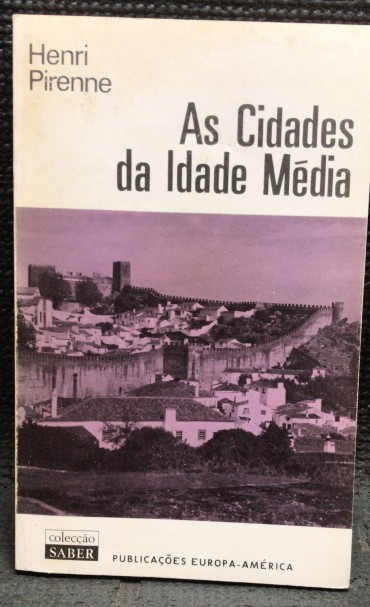 Henri
Pirenne
As Cidades
da Idade Média
colecção
SABER
PUBLICAÇÕES EUROPA-AMÉRICA